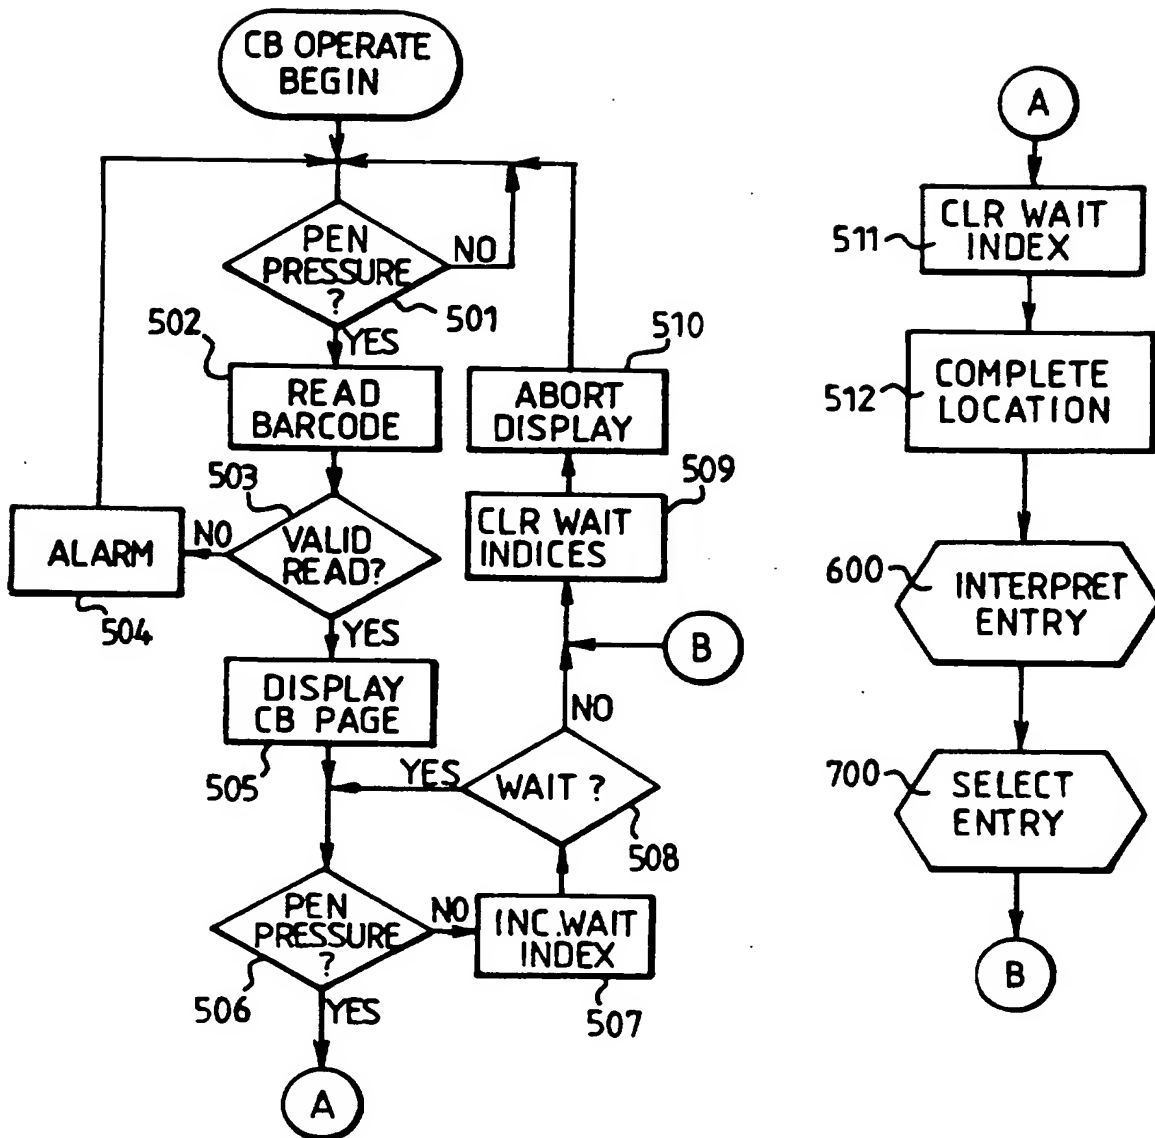 CB OPERATE
BEGIN
PEN
PRESSURE
?
NO
501
YES
502
READ
BARCODE
503
VALID
READ?
NO
ALARM
504
YES
DISPLAY
CB PAGE
505
PEN
PRESSURE
?
506
NO
YES
A
INC.WAIT
INDEX
507
WAIT ?
508
YES
NO
B
CLR WAIT
INDICES
509
ABORT
DISPLAY
510
A
CLR WAIT
INDEX
511
COMPLETE
LOCATION
512
INTERPRET
ENTRY
600
SELECT
ENTRY
700
B